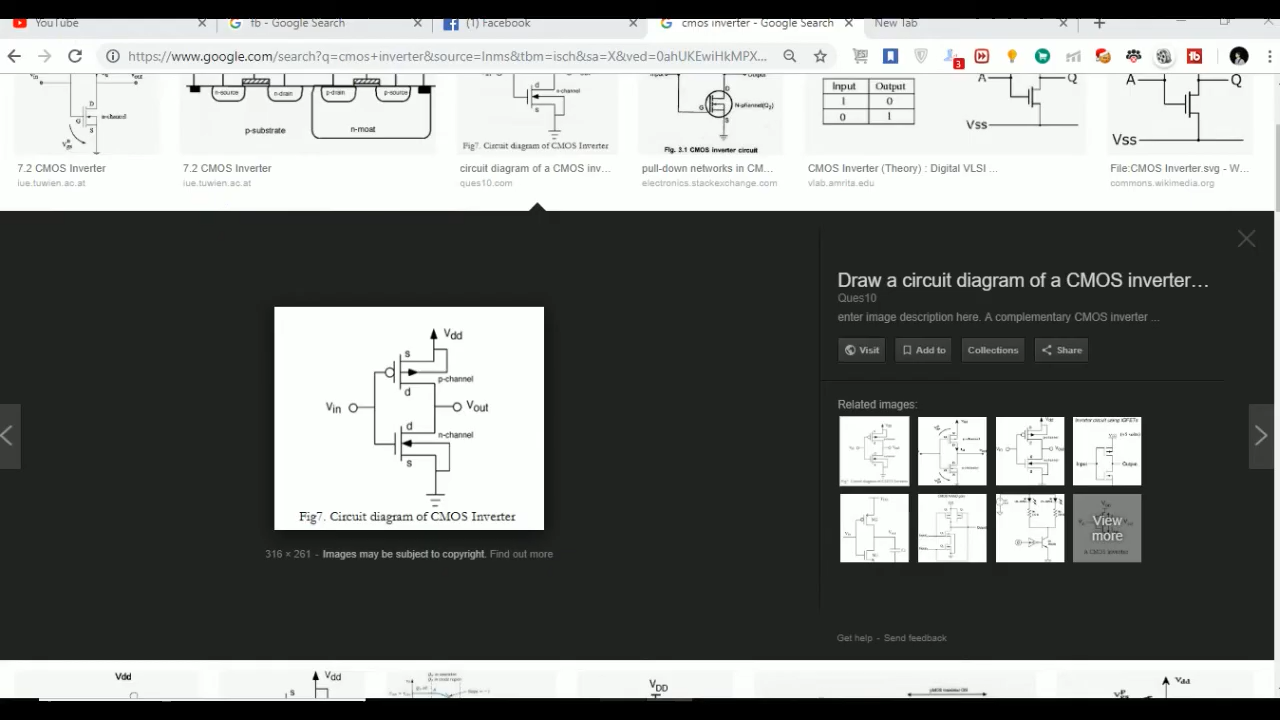 YouTube
fb - Google Search
(1) Facebook
cmos inverter - Google Search
New Tab
https://www.google.com/search?q=cmos+inverter&source=lnms&tbm=isch&sa=X&ved=0ahUKEwiHkMPX...
3
n-source
n-drain
p-drain
p-source
p-substrate
n-moat
D
n-channel
S
n-channel
Fig7. Circuit diagram of CMOS Inverter
D
G
S
Fig. 3.1 CMOS inverter circuit
Input Output
1 0
0 1
A
Q
Vss
A
Q
Vss
7.2 CMOS Inverter
iue.tuwien.ac.at
7.2 CMOS Inverter
iue.tuwien.ac.at
circuit diagram of a CMOS inv...
ques10.com
pull-down networks in CM...
electronics.stackexchange.com
CMOS Inverter (Theory) : Digital VLSI ...
vlab.amrita.edu
File:CMOS Inverter.svg - W...
commons.wikimedia.org
Vdd
s
p-channel
d
Vin
Vout
d
n-channel
s
Fig7. Circuit diagram of CMOS Inverter
316 × 261 - Images may be subject to copyright. Find out more
Draw a circuit diagram of a CMOS inverter...
Ques10
enter image description here. A complementary CMOS inverter ...
Visit
Add to
Collections
Share
Related images:
View
more
Get help - Send feedback
Vdd
Vdd
s
VDD
Vdd